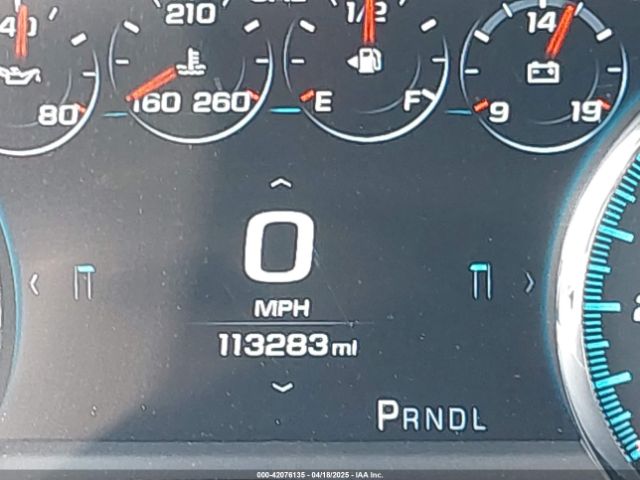 40 210 1/2 14
80 160 260 E F 9 19
0
MPH
113283 mi
PRNDL
000-42076135 - 04/18/2025 - IAA Inc.